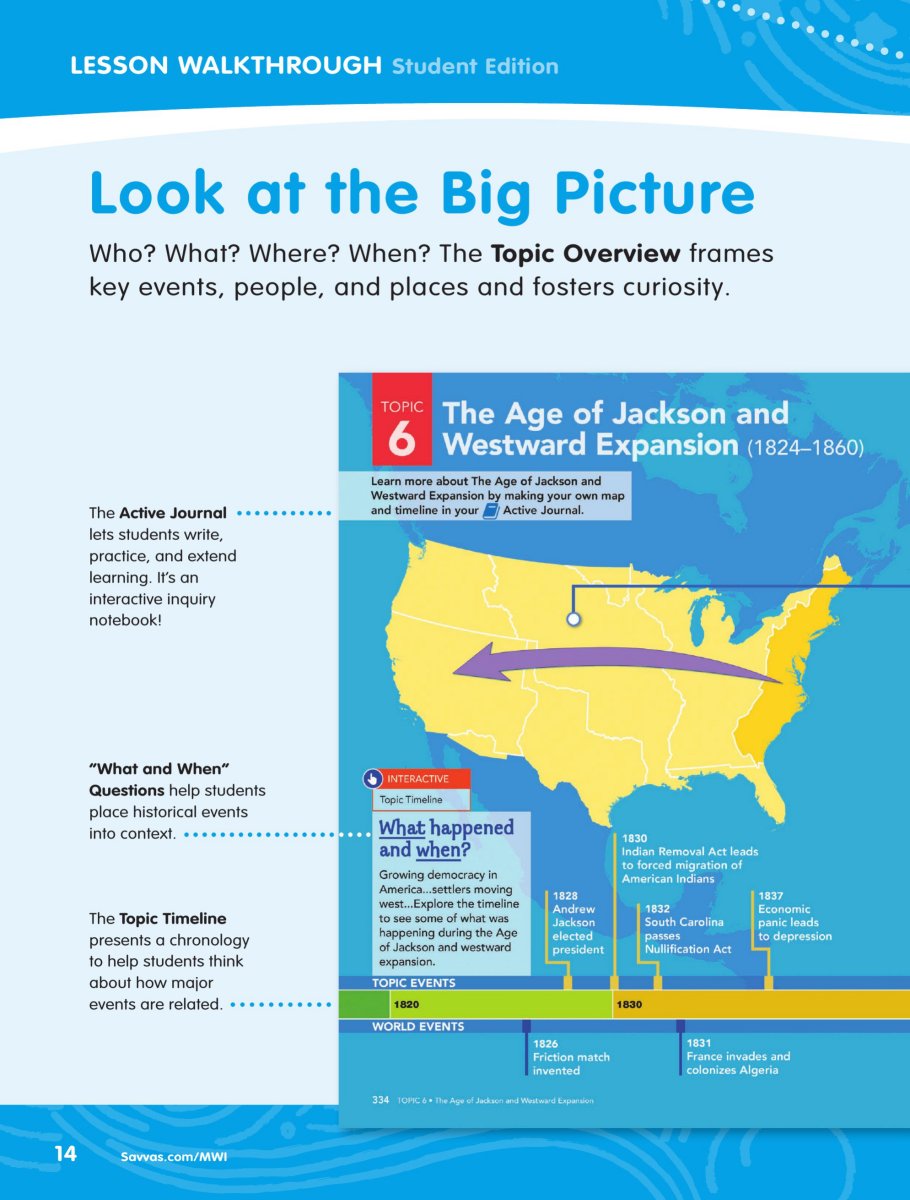 LESSON WALKTHROUGH Student Edition
Look at the Big Picture
Who? What? Where? When? The Topic Overview frames
key events, people, and places and fosters curiosity.
The Active Journal
lets students write,
practice, and extend
learning. It’s an
interactive inquiry
notebook!
“What and When”
Questions help students
place historical events
into context.
The Topic Timeline
presents a chronology
to help students think
about how major
events are related.
TOPIC
6
The Age of Jackson and
Westward Expansion (1824–1860)
Learn more about The Age of Jackson and
Westward Expansion by making your own map
and timeline in your Active Journal.
INTERACTIVE
Topic Timeline
What happened
and when?
Growing democracy in
America...settlers moving
west...Explore the timeline
to see some of what was
happening during the Age
of Jackson and westward
expansion.
1828
Andrew
Jackson
elected
president
1830
Indian Removal Act leads
to forced migration of
American Indians
1832
South Carolina
passes
Nullification Act
1837
Economic
panic leads
to depression
TOPIC EVENTS
1820
1830
WORLD EVENTS
1826
Friction match
invented
1831
France invades and
colonizes Algeria
334 TOPIC 6 • The Age of Jackson and Westward Expansion
14 Savvas.com/MWI